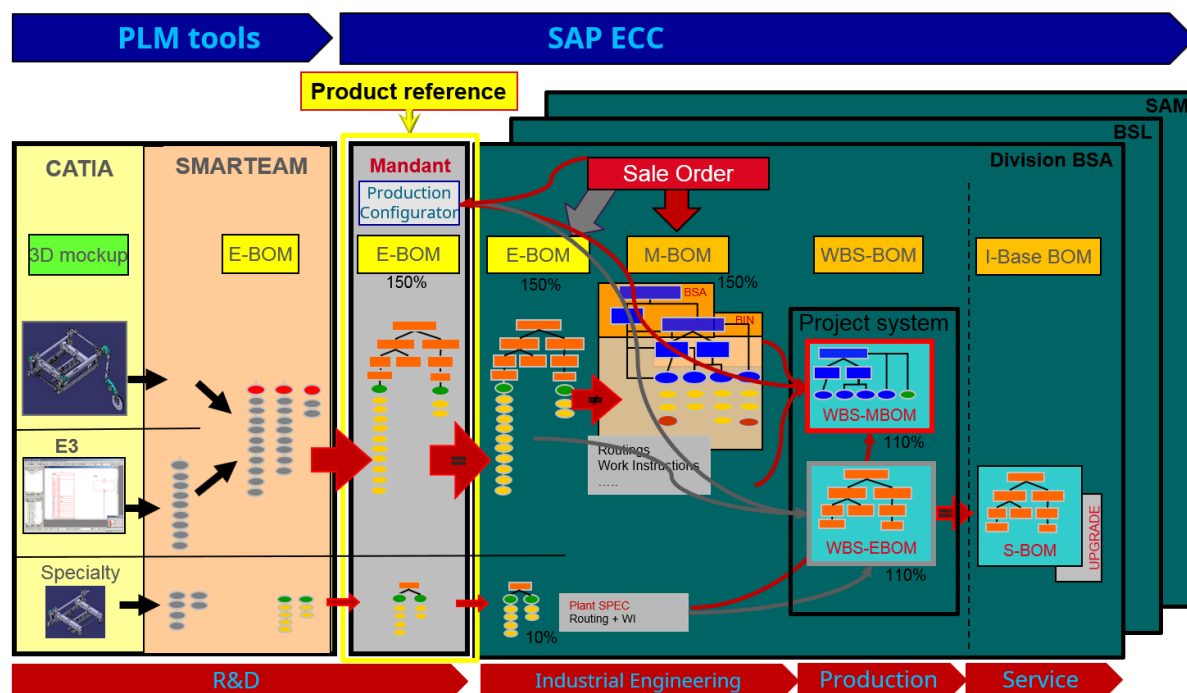 PLM tools
SAP ECC
Product reference
SAM
BSL
Division BSA
CATIA
SMARTEAM
Mandant
Sale Order
Production
Configurator
3D mockup
E-BOM
E-BOM
E-BOM
M-BOM
WBS-BOM
I-Base BOM
150%
150%
150%
BSA
BIN
Project system
WBS-MBOM
110%
E3
=
=
≠
Routings
Work Instructions
.....
WBS-EBOM
110%
=
S-BOM
UPGRADE
Specialty
10%
Plant SPEC
Routing + WI
R&D
Industrial Engineering
Production
Service